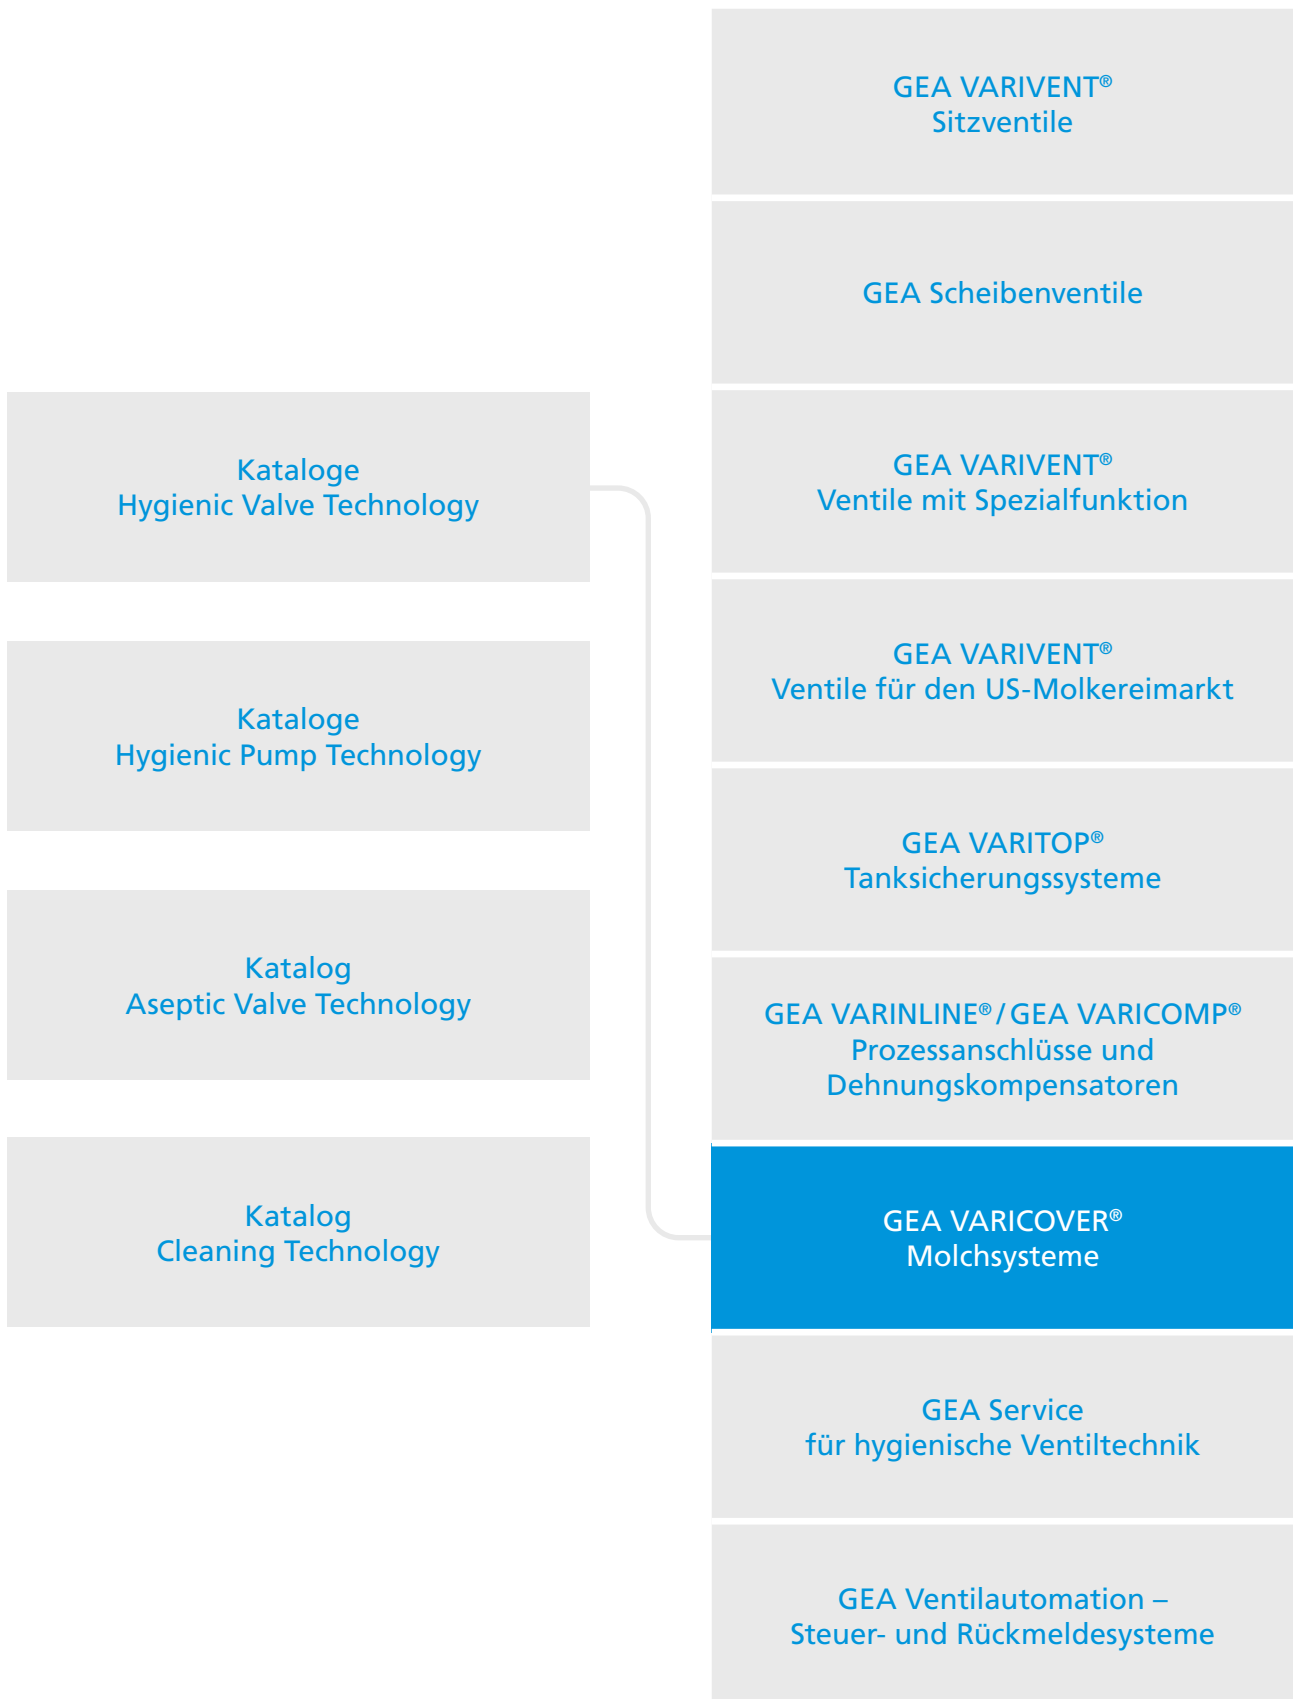 Kataloge
Hygienic Valve Technology
Kataloge
Hygienic Pump Technology
Katalog
Aseptic Valve Technology
Katalog
Cleaning Technology
GEA VARIVENT®
Sitzventile
GEA Scheibenventile
GEA VARIVENT®
Ventile mit Spezialfunktion
GEA VARIVENT®
Ventile für den US-Molkereimarkt
GEA VARITOP®
Tanksicherungssysteme
GEA VARINLINE® / GEA VARICOMP®
Prozessanschlüsse und
Dehnungskompensatoren
GEA VARICOVER®
Molchsysteme
GEA Service
für hygienische Ventiltechnik
GEA Ventilautomation –
Steuer- und Rückmeldesysteme